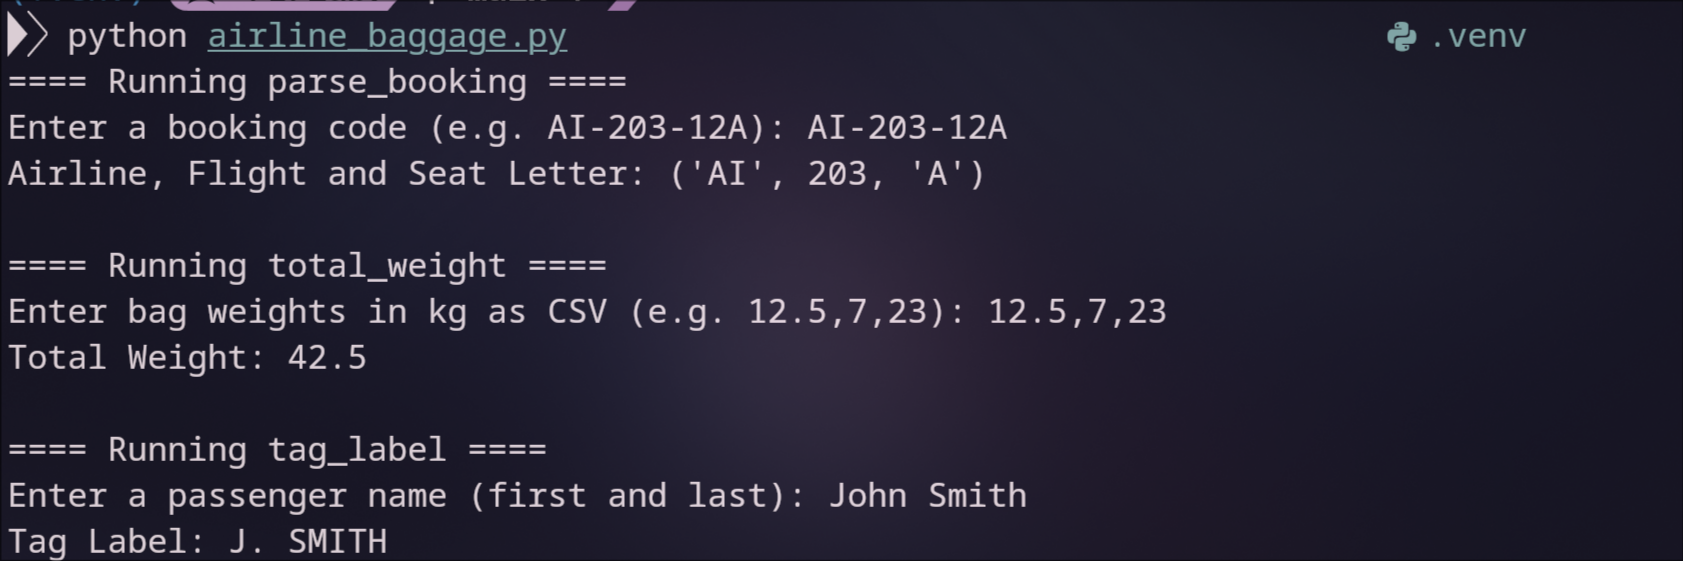 python airline_baggage.py .venv
==== Running parse_booking ====
Enter a booking code (e.g. AI-203-12A): AI-203-12A
Airline, Flight and Seat Letter: ('AI', 203, 'A')
==== Running total_weight ====
Enter bag weights in kg as CSV (e.g. 12.5,7,23): 12.5,7,23
Total Weight: 42.5
==== Running tag_label ====
Enter a passenger name (first and last): John Smith
Tag Label: J. SMITH